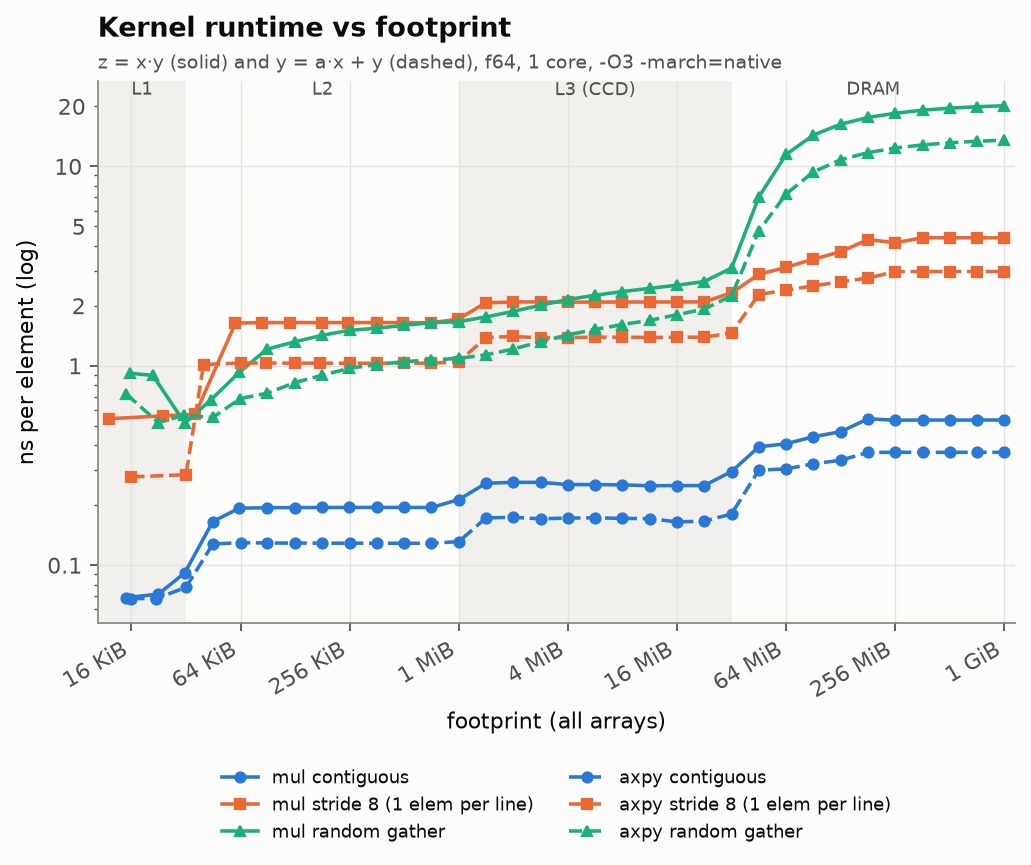 Kernel runtime vs footprint
z = x·y (solid) and y = a·x + y (dashed), f64, 1 core, -O3 -march=native
L1 L2 L3 (CCD) DRAM
20
10
5
2
1
0.1
ns per element (log)
16 KiB 64 KiB 256 KiB 1 MiB 4 MiB 16 MiB 64 MiB 256 MiB 1 GiB
footprint (all arrays)
mul contiguous axpy contiguous
mul stride 8 (1 elem per line) axpy stride 8 (1 elem per line)
mul random gather axpy random gather